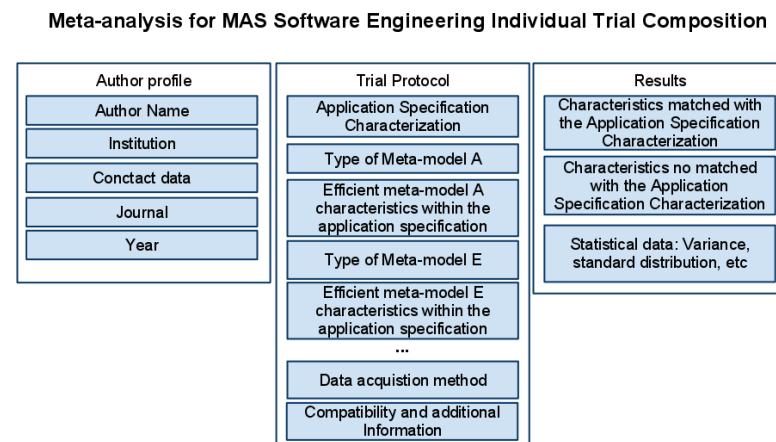 Meta-analysis for MAS Software Engineering Individual Trial Composition
Author profile
Author Name
Institution
Conctact data
Journal
Year
Trial Protocol
Application Specification
Characterization
Type of Meta-model A
Efficient meta-model A
characteristics within the
application specification
Type of Meta-model E
Efficient meta-model E
characteristics within the
application specification
...
Data acquistion method
Compatibility and additional
Information
Results
Characteristics matched with
the Application Specification
Characterization
Characteristics no matched
with the Application
Specification Characterization
Statistical data: Variance,
standard distribution, etc